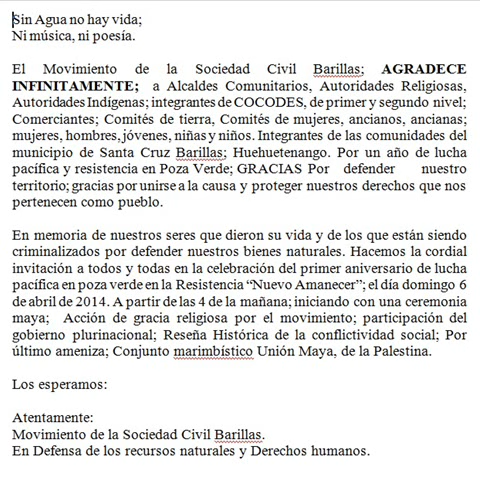 Sin Agua no hay vida;
Ni música, ni poesía.
El Movimiento de la Sociedad Civil Barillas; AGRADECE
INFINITAMENTE; a Alcaldes Comunitarios, Autoridades Religiosas,
Autoridades Indígenas; integrantes de COCODES, de primer y segundo nivel;
Comerciantes; Comités de tierra, Comités de mujeres, ancianos, ancianas;
mujeres, hombres, jóvenes, niñas y niños. Integrantes de las comunidades del
municipio de Santa Cruz Barillas; Huehuetenango. Por un año de lucha
pacífica y resistencia en Poza Verde; GRACIAS Por defender nuestro
territorio; gracias por unirse a la causa y proteger nuestros derechos que nos
pertenecen como pueblo.
En memoria de nuestros seres que dieron su vida y de los que están siendo
criminalizados por defender nuestros bienes naturales. Hacemos la cordial
invitación a todos y todas en la celebración del primer aniversario de lucha
pacífica en poza verde en la Resistencia “Nuevo Amanecer”; el día domingo 6
de abril de 2014. A partir de las 4 de la mañana; iniciando con una ceremonia
maya; Acción de gracia religiosa por el movimiento; participación del
gobierno plurinacional; Reseña Histórica de la conflictividad social; Por
último ameniza; Conjunto marimbístico Unión Maya, de la Palestina.
Los esperamos:
Atentamente:
Movimiento de la Sociedad Civil Barillas.
En Defensa de los recursos naturales y Derechos humanos.